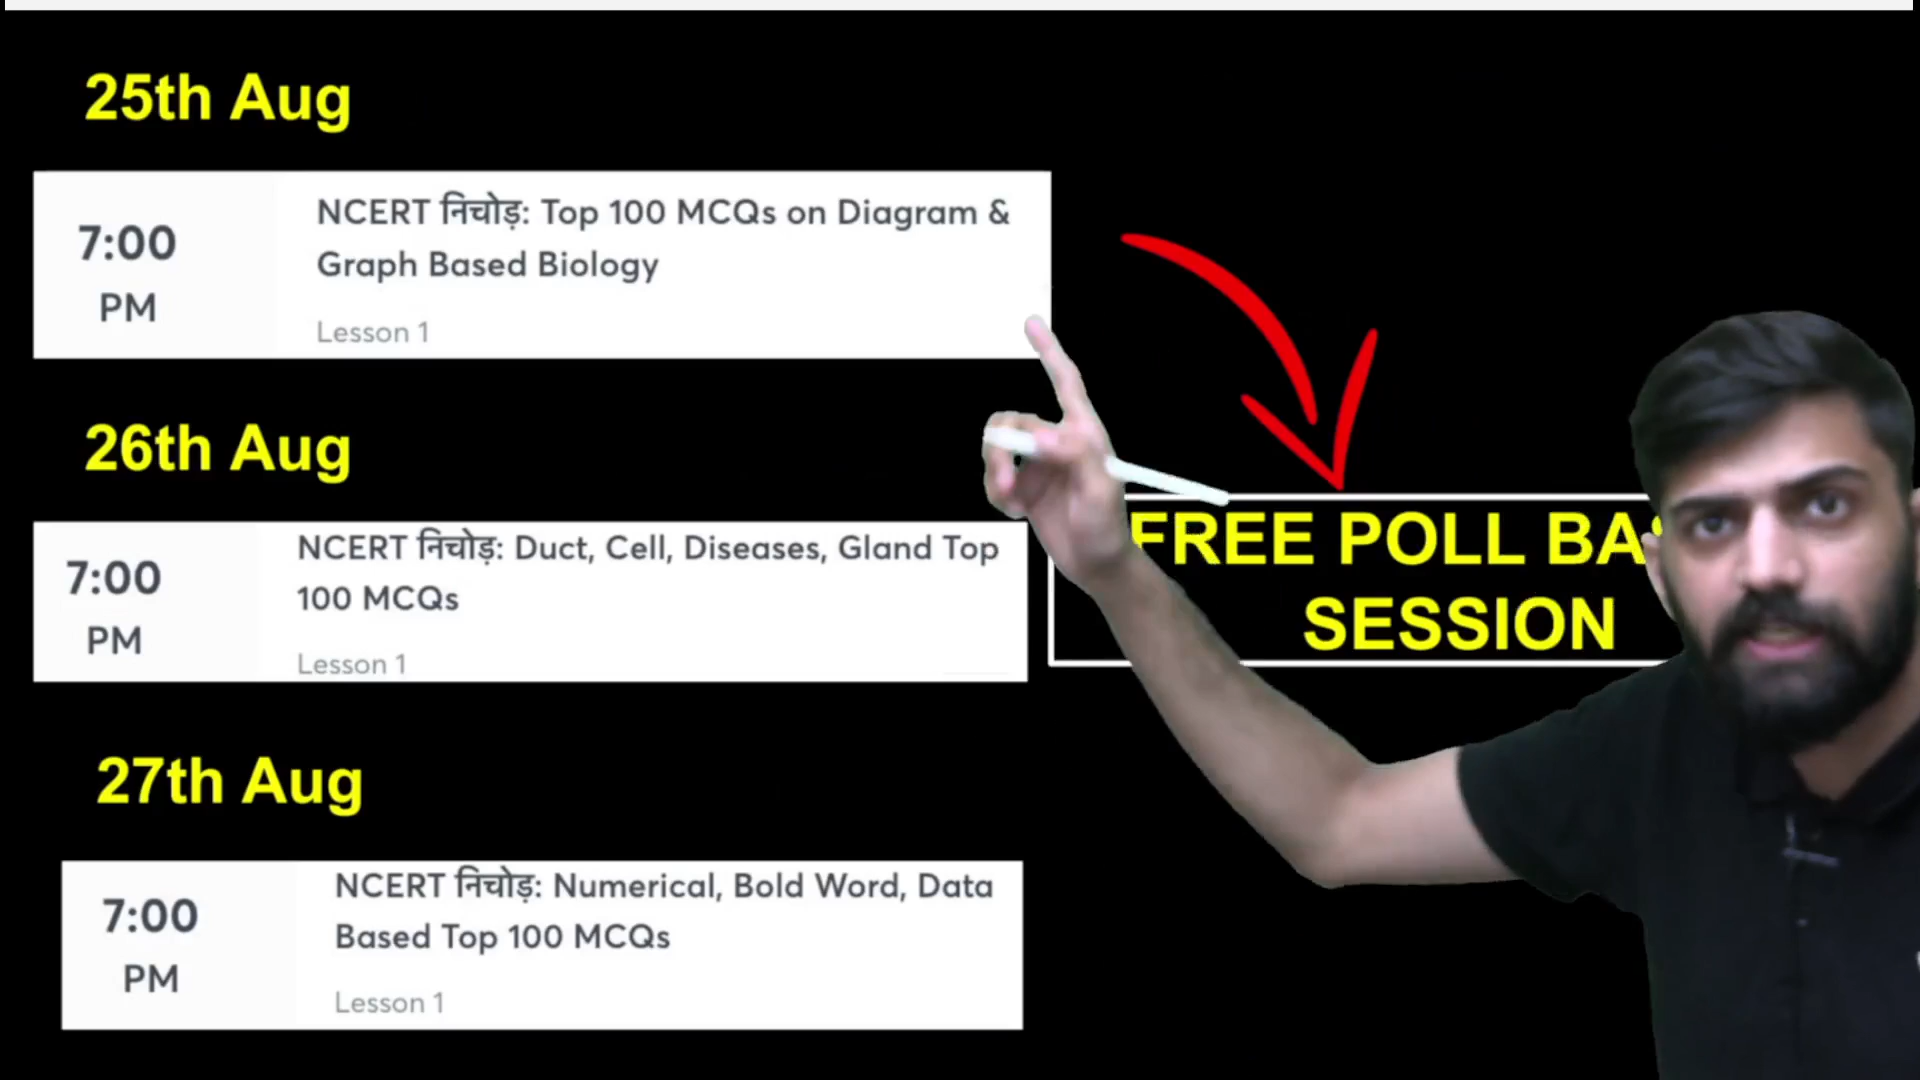 25th Aug
7:00
PM
NCERT निचोड़: Top 100 MCQs on Diagram &
Graph Based Biology
Lesson 1
26th Aug
7:00
PM
NCERT निचोड़: Duct, Cell, Diseases, Gland Top
100 MCQs
Lesson 1
FREE POLL
SESSION
27th Aug
7:00
PM
NCERT निचोड़: Numerical, Bold Word, Data
Based Top 100 MCQs
Lesson 1